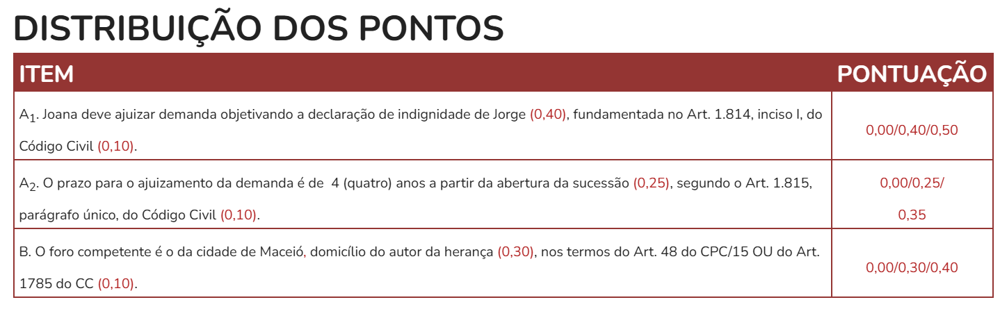 DISTRIBUIÇÃO DOS PONTOS
ITEM PONTUAÇÃO
A1. Joana deve ajuizar demanda objetivando a declaração de indignidade de Jorge (0,40), fundamentada no Art. 1.814, inciso I, do
Código Civil (0,10).
0,00/0,40/0,50
A2. O prazo para o ajuizamento da demanda é de 4 (quatro) anos a partir da abertura da sucessão (0,25), segundo o Art. 1.815,
parágrafo único, do Código Civil (0,10).
0,00/0,25/
0,35
B. O foro competente é o da cidade de Maceió, domicílio do autor da herança (0,30), nos termos do Art. 48 do CPC/15 OU do Art.
1785 do CC (0,10).
0,00/0,30/0,40